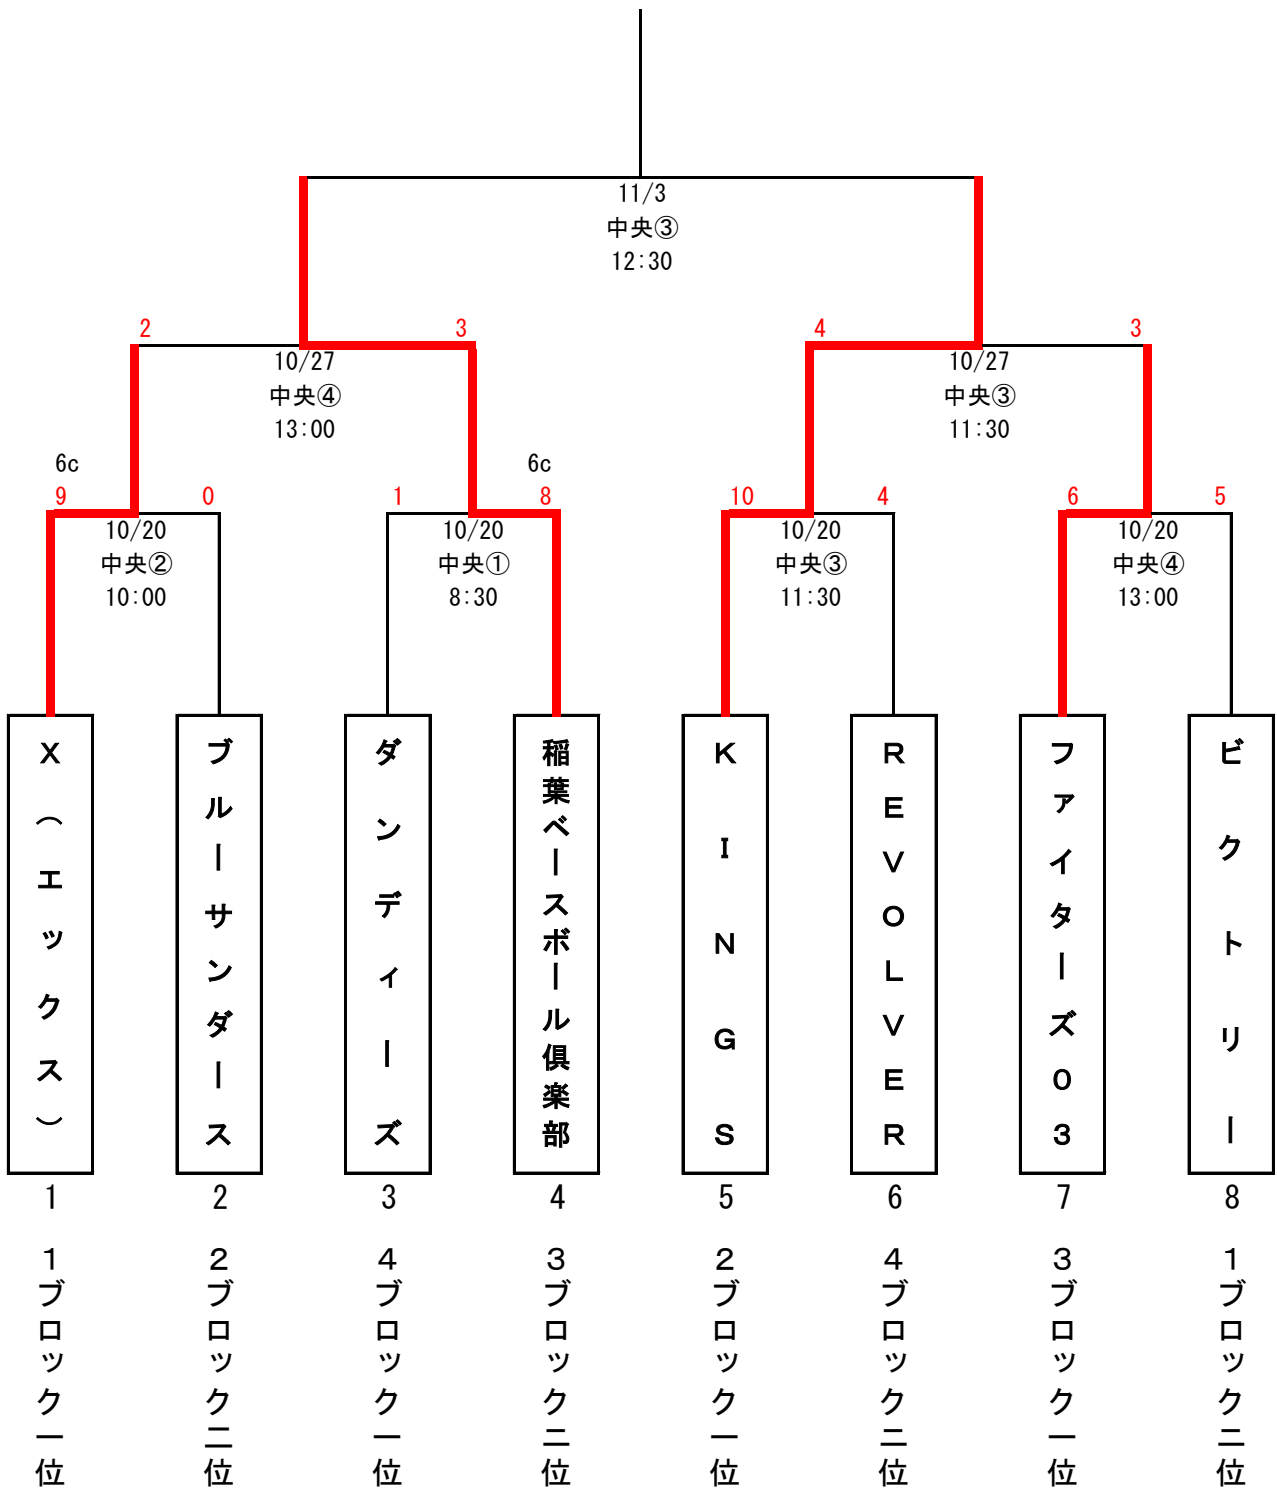 11/3
中央③
12:30
2
3
4
3
10/27
中央④
13:00
10/27
中央③
11:30
6c
6c
9
0
1
8
10
4
6
5
10/20
中央②
10:00
10/20
中央①
8:30
10/20
中央③
11:30
10/20
中央④
13:00
X（エックス）
ブルーサンダース
ダンディーズ
稲葉ベースボール倶楽部
KINGS
REVOLVER
ファイターズ03
ビクトリー
1
2
3
4
5
6
7
8
1ブロック一位
2ブロック二位
4ブロック一位
3ブロック二位
2ブロック一位
4ブロック二位
3ブロック一位
1ブロック二位